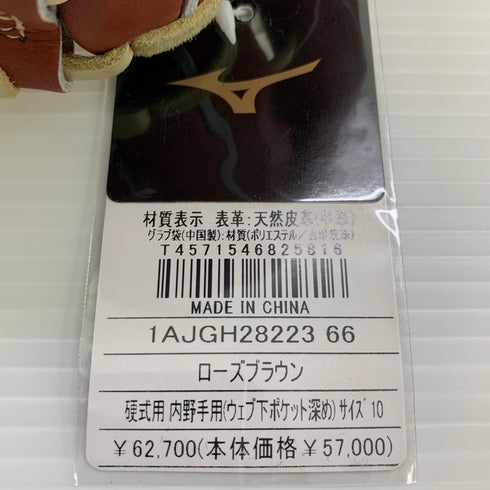 材質表示 表革:天然皮革(牛革)
グラブ袋(中国製):材質(ポリエステル/合成皮革)
T4571546825816
MADE IN CHINA
1AJGH28223 66
ローズブラウン
硬式用 内野手用(ウェブ下ポケット深め)サイズ10
¥62,700(本体価格¥57,000)